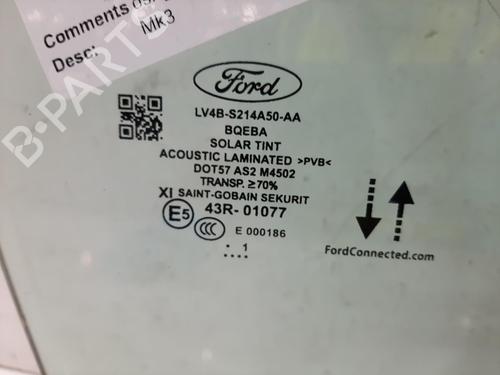 Comments
Desc: Mk3
B-PARTS
Ford
LV4B-S214A50-AA
BQEBA
SOLAR TINT
ACOUSTIC LAMINATED >PVB<
DOT57 AS2 M4502
TRANSP. ≥70%
XI SAINT-GOBAIN SEKURIT
E5 43R-01077
CCC E 000186
. 1
....
FordConnected.com